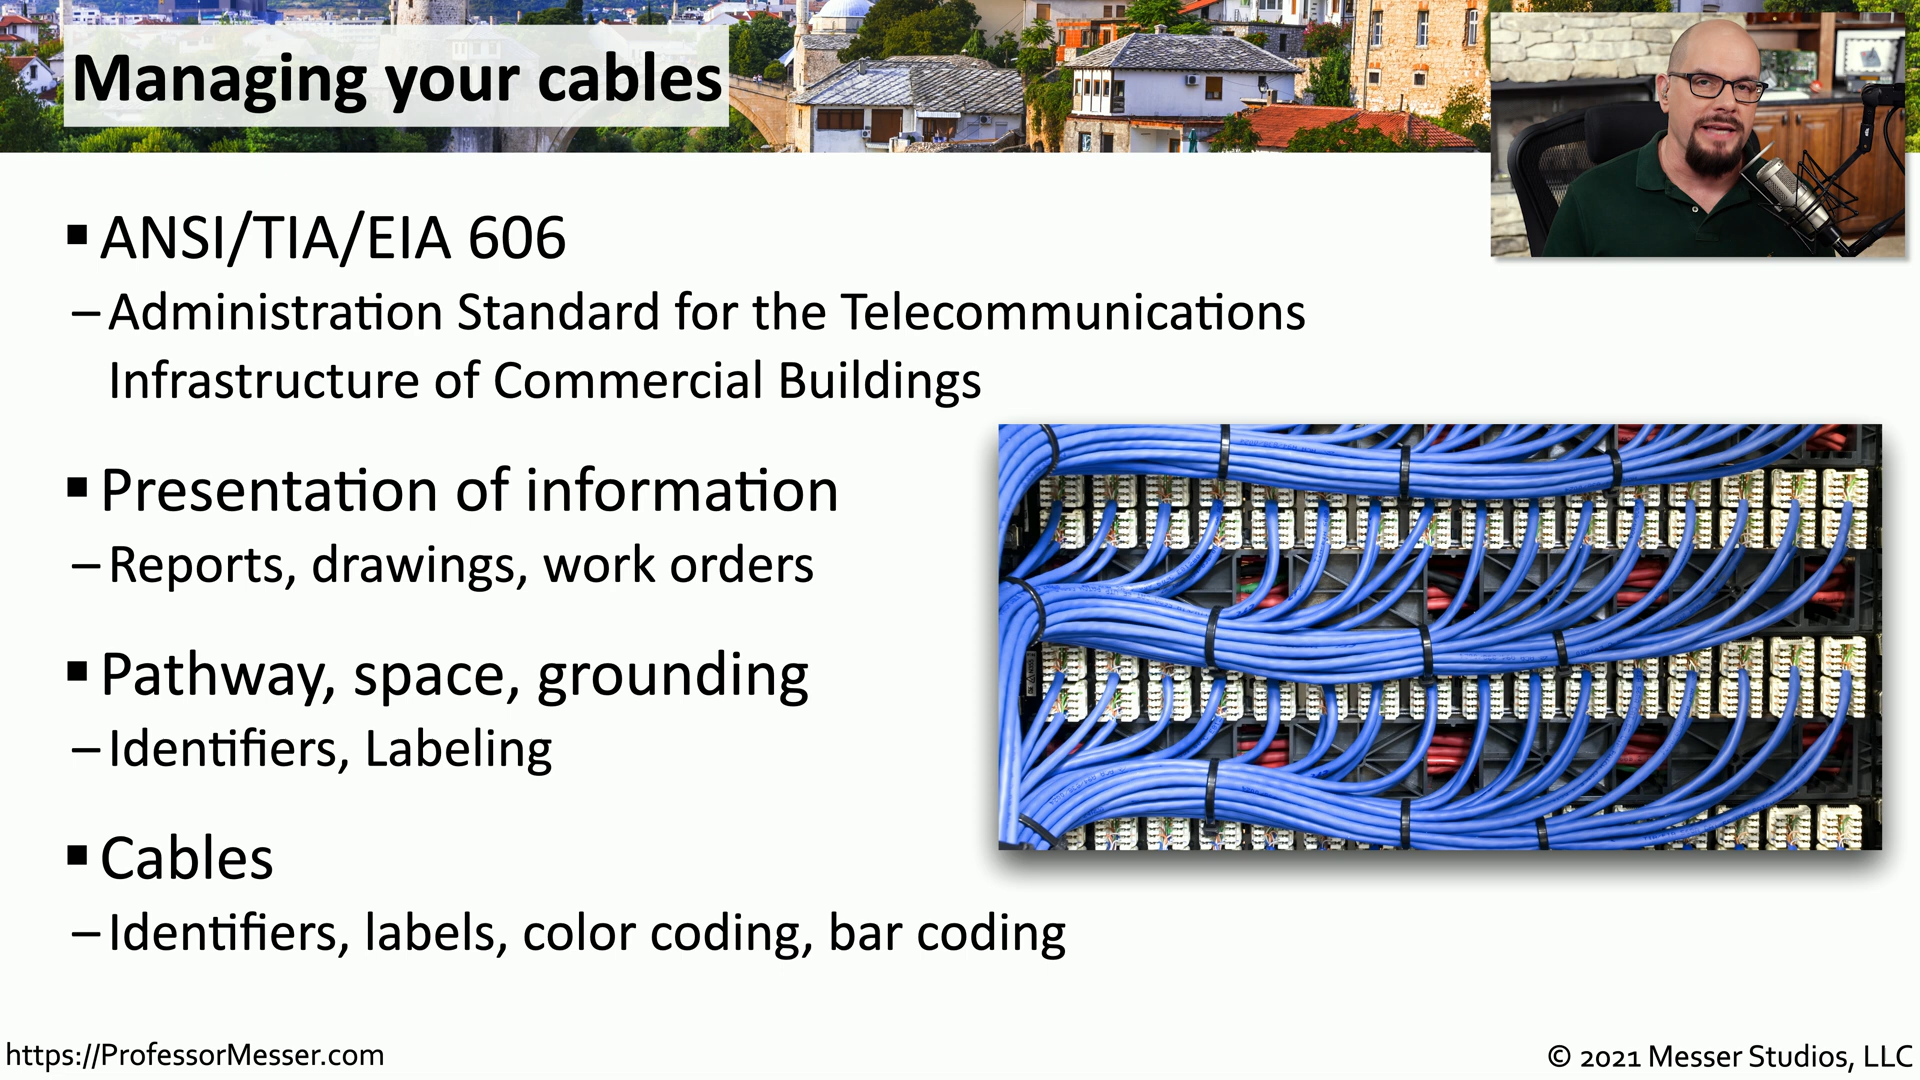 Managing your cables
▪ ANSI/TIA/EIA 606
– Administration Standard for the Telecommunications
Infrastructure of Commercial Buildings
▪ Presentation of information
– Reports, drawings, work orders
▪ Pathway, space, grounding
– Identifiers, Labeling
▪ Cables
– Identifiers, labels, color coding, bar coding
https://ProfessorMesser.com
© 2021 Messer Studios, LLC